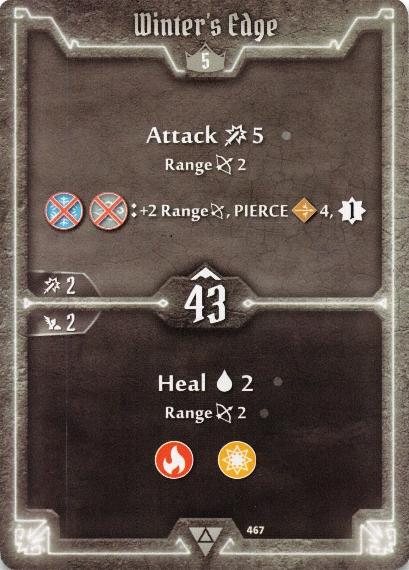 Winter's Edge
5
Attack 5
Range 2
: +2 Range, PIERCE 4, 1
2
43
2
Heal 2
Range 2
467